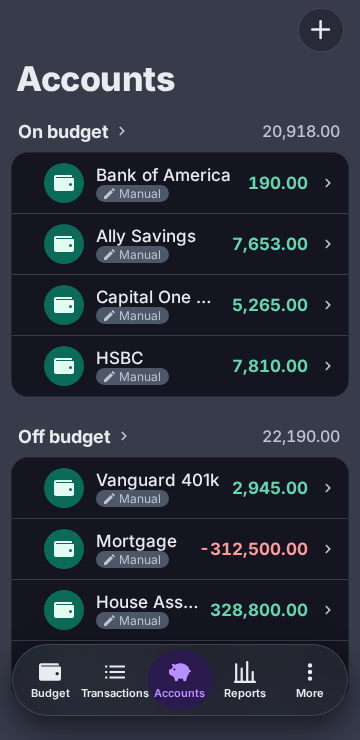 Accounts
On budget
20,918.00
Bank of America
190.00
Manual
Ally Savings
7,653.00
Manual
Capital One ...
5,265.00
Manual
HSBC
7,810.00
Manual
Off budget
22,190.00
Vanguard 401k
2,945.00
Manual
Mortgage
-312,500.00
Manual
House Ass...
328,800.00
Manual
Budget
Transactions
Accounts
Reports
More